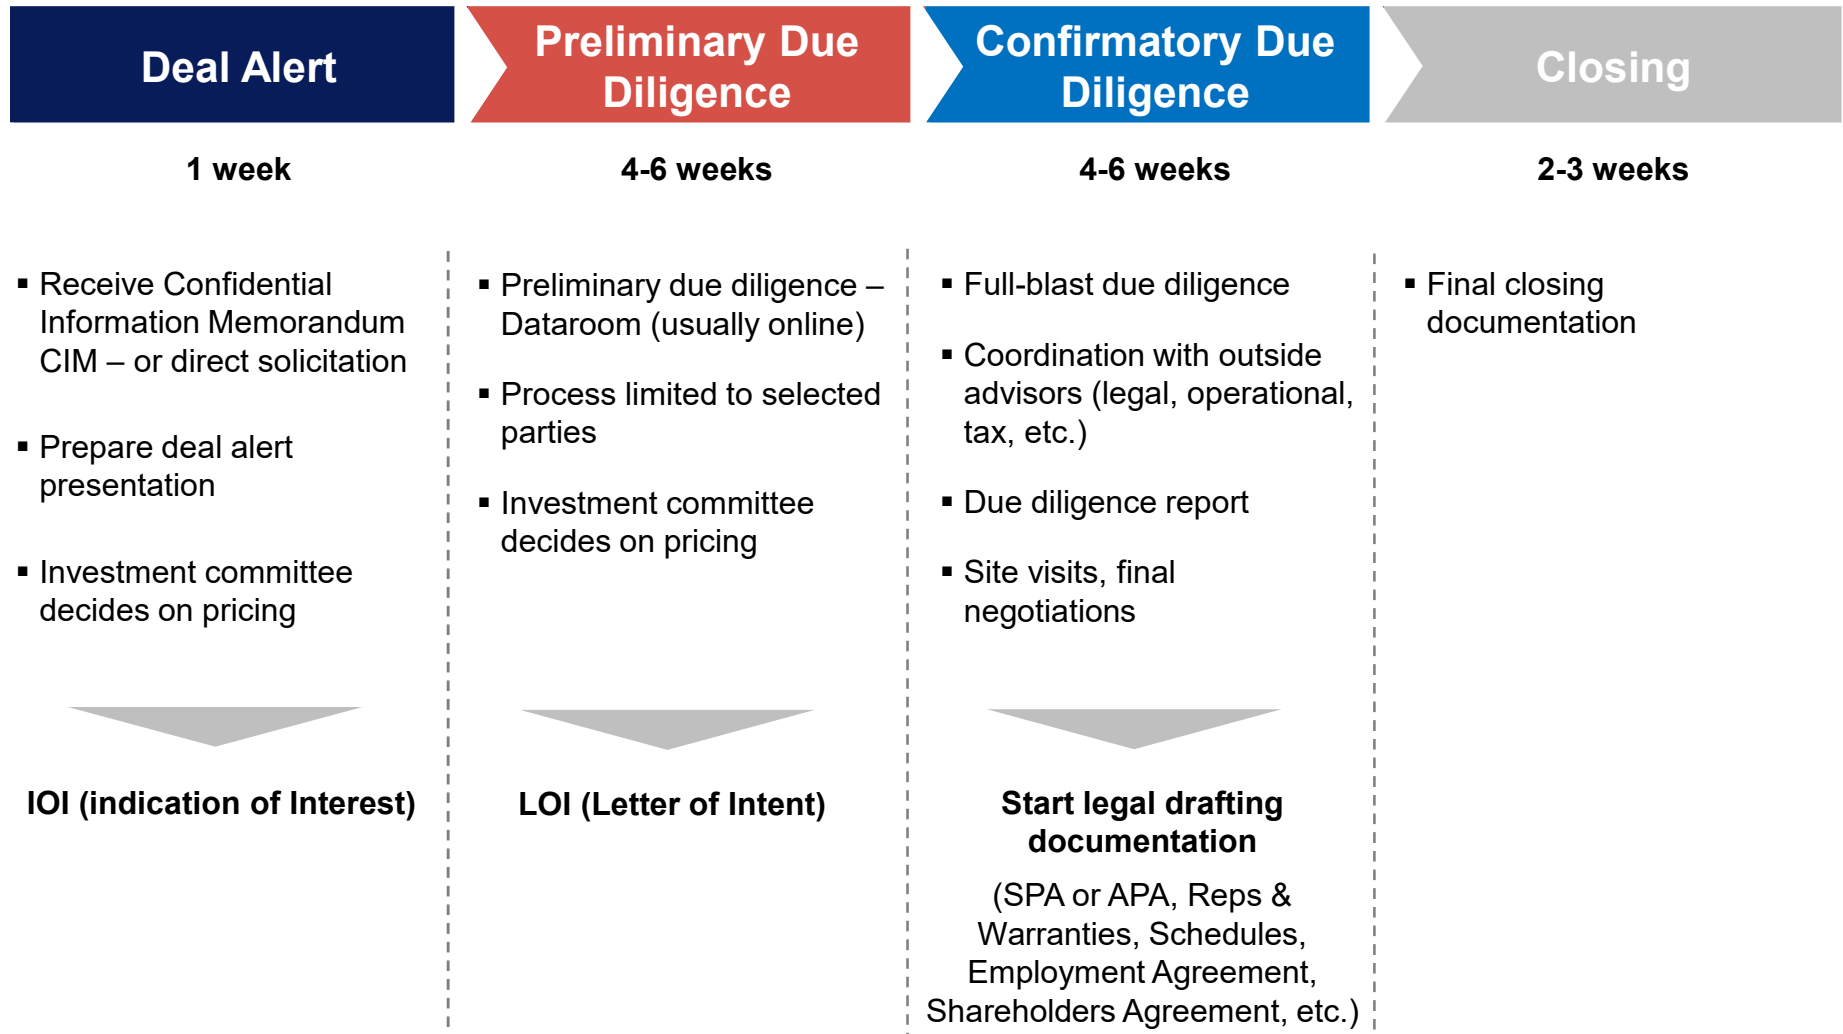 Deal Alert
Preliminary Due
Diligence
Confirmatory Due
Diligence
Closing
1 week
4-6 weeks
4-6 weeks
2-3 weeks
▪ Receive Confidential
Information Memorandum
CIM – or direct solicitation
▪ Prepare deal alert
presentation
▪ Investment committee
decides on pricing
IOI (indication of Interest)
▪ Preliminary due diligence –
Dataroom (usually online)
▪ Process limited to selected
parties
▪ Investment committee
decides on pricing
LOI (Letter of Intent)
▪ Full-blast due diligence
▪ Coordination with outside
advisors (legal, operational,
tax, etc.)
▪ Due diligence report
▪ Site visits, final
negotiations
Start legal drafting
documentation
(SPA or APA, Reps &
Warranties, Schedules,
Employment Agreement,
Shareholders Agreement, etc.)
▪ Final closing
documentation